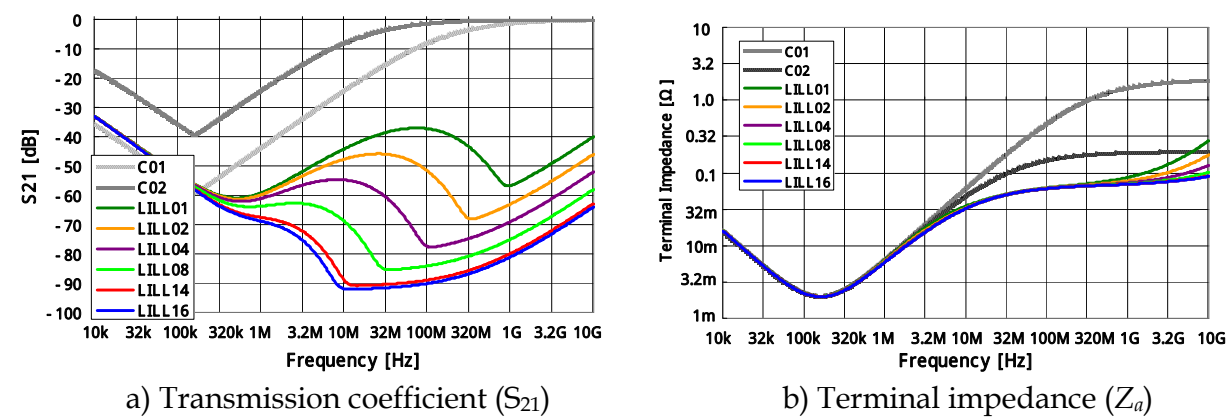 0
- 10
- 20
- 30
- 40
- 50
- 60
- 70
- 80
- 90
- 100
S21 [dB]
C01
C02
LILL01
LILL02
LILL04
LILL08
LILL14
LILL16
10k 32k 100k 320k 1M 3.2M 10M 32M 100M 320M 1G 3.2G 10G
Frequency [Hz]
a) Transmission coefficient (S21)
10
3.2
1.0
0.32
0.1
32m
10m
3.2m
1m
Terminal Impedance [Ω]
C01
C02
LILL01
LILL02
LILL04
LILL08
LILL14
LILL16
10k 32k 100k 320k 1M 3.2M 10M 32M 100M 320M 1G 3.2G 10G
Frequency [Hz]
b) Terminal impedance (Za)